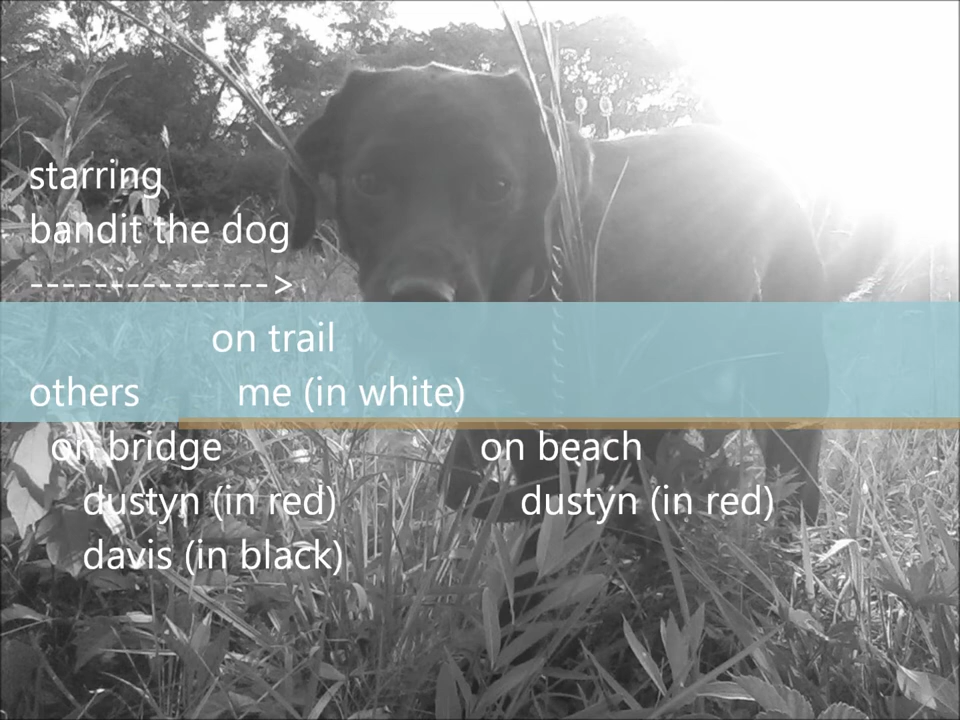 starring
bandit the dog
--------------->
on trail
others me (in white)
on bridge on beach
dustyn (in red) dustyn (in red)
davis (in black)